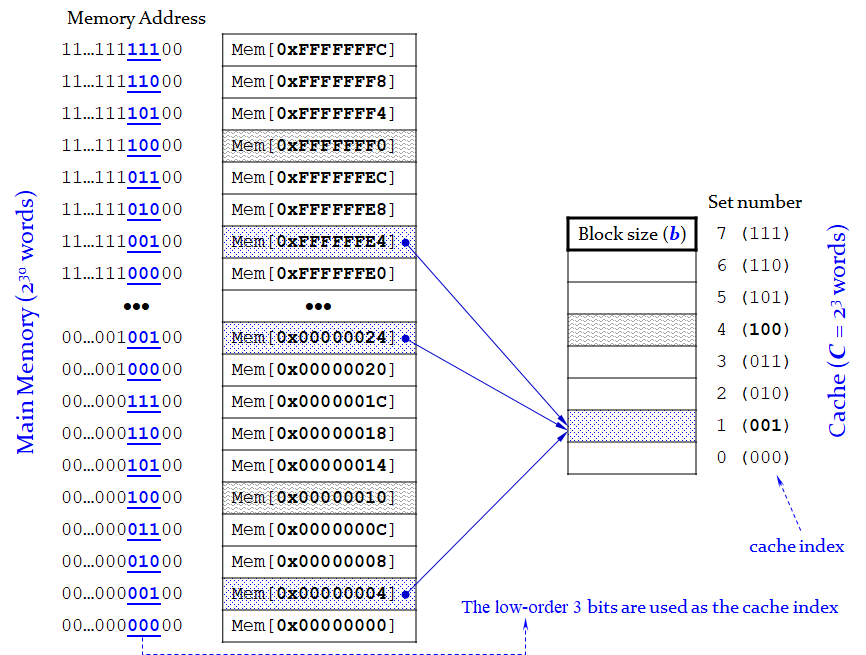 Memory Address
11…11111100 Mem[0xFFFFFFFC]
11…11111000 Mem[0xFFFFFFF8]
11…11110100 Mem[0xFFFFFFF4]
11…11110000 Mem[0xFFFFFFF0]
11…11101100 Mem[0xFFFFFFEC]
11…11101000 Mem[0xFFFFFFE8]
11…11100100 Mem[0xFFFFFFE4]
11…11100000 Mem[0xFFFFFFE0]
••• •••
00…00100100 Mem[0x00000024]
00…00100000 Mem[0x00000020]
00…00011100 Mem[0x0000001C]
00…00011000 Mem[0x00000018]
00…00010100 Mem[0x00000014]
00…00010000 Mem[0x00000010]
00…00001100 Mem[0x0000000C]
00…00001000 Mem[0x00000008]
00…00000100 Mem[0x00000004]
00…00000000 Mem[0x00000000]
Main Memory (2³⁰ words)
Set number
Block size (b) 7 (111)
6 (110)
5 (101)
4 (100)
3 (011)
2 (010)
1 (001)
0 (000)
Cache (C = 2³ words)
cache index
The low-order 3 bits are used as the cache index